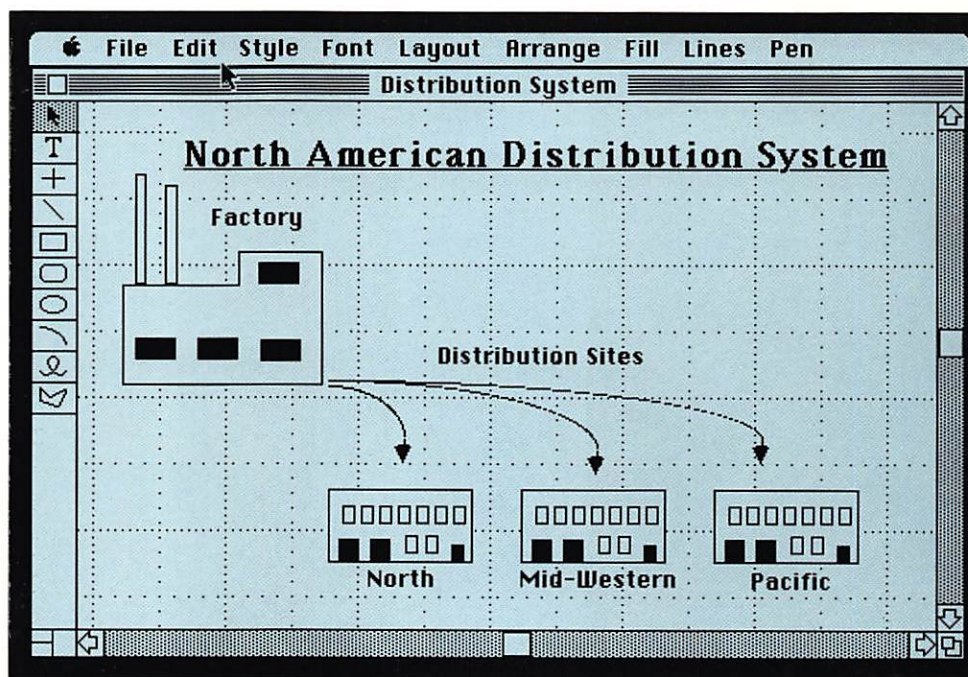 File Edit Style Font Layout Arrange Fill Lines Pen
Distribution System
T
North American Distribution System
Factory
Distribution Sites
North Mid-Western Pacific